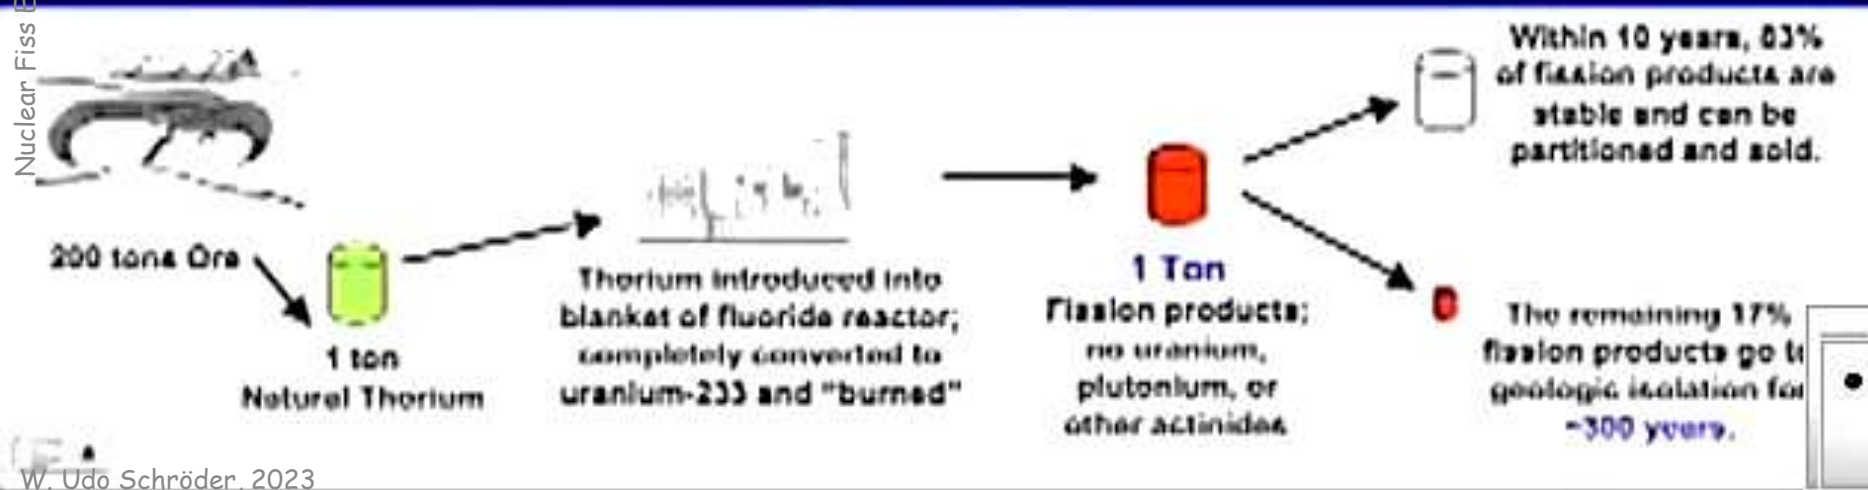 Nuclear Fiss
200 tons Ore
1 ton
Natural Thorium
Thorium introduced into
blanket of fluoride reactor;
completely converted to
uranium-233 and "burned"
1 Ton
Fission products;
no uranium,
plutonium, or
other actinides
Within 10 years, 83%
of fission products are
stable and can be
partitioned and sold.
The remaining 17%
fission products go to
geologic isolation for
~300 years.
W. Udo Schröder, 2023